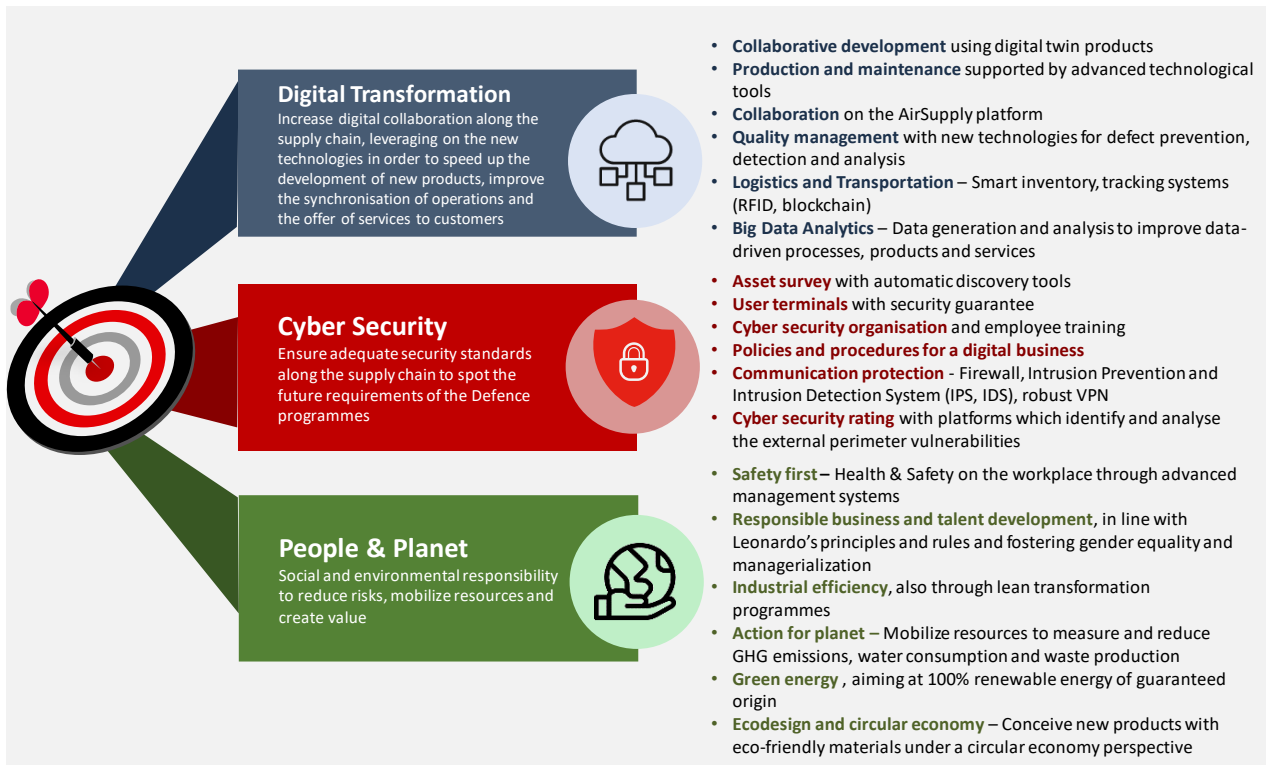 Digital Transformation
Increase digital collaboration along the
supply chain, leveraging on the new
technologies in order to speed up the
development of new products, improve
the synchronisation of operations and
the offer of services to customers
• Collaborative development using digital twin products
• Production and maintenance supported by advanced technological
tools
• Collaboration on the AirSupply platform
• Quality management with new technologies for defect prevention,
detection and analysis
• Logistics and Transportation – Smart inventory, tracking systems
(RFID, blockchain)
• Big Data Analytics – Data generation and analysis to improve data-
driven processes, products and services
Cyber Security
Ensure adequate security standards
along the supply chain to spot the
future requirements of the Defence
programmes
• Asset survey with automatic discovery tools
• User terminals with security guarantee
• Cyber security organisation and employee training
• Policies and procedures for a digital business
• Communication protection - Firewall, Intrusion Prevention and
Intrusion Detection System (IPS, IDS), robust VPN
• Cyber security rating with platforms which identify and analyse
the external perimeter vulnerabilities
People & Planet
Social and environmental responsibility
to reduce risks, mobilize resources and
create value
• Safety first – Health & Safety on the workplace through advanced
management systems
• Responsible business and talent development, in line with
Leonardo’s principles and rules and fostering gender equality and
managerialization
• Industrial efficiency, also through lean transformation
programmes
• Action for planet – Mobilize resources to measure and reduce
GHG emissions, water consumption and waste production
• Green energy , aiming at 100% renewable energy of guaranteed
origin
• Ecodesign and circular economy – Conceive new products with
eco-friendly materials under a circular economy perspective